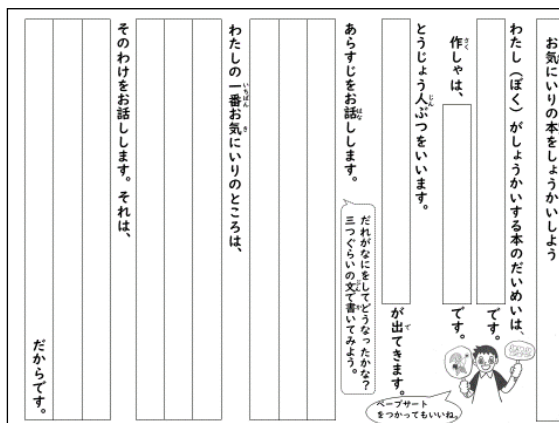 お気にいりの本をしょうかいしよう
わたし（ぼく）がしょうかいする本のだいめいは、
です。
作しゃは、
です。
とうじょう人ぶつをいいます。
が出てきます。
ペープサート
をつかってもいいね。
あらすじをお話しします。
だれがなにをしてどうなったかな？
三つぐらいの文で書いてみよう。
わたしの一番お気にいりのところは、
そのわけをお話しします。それは、
だからです。